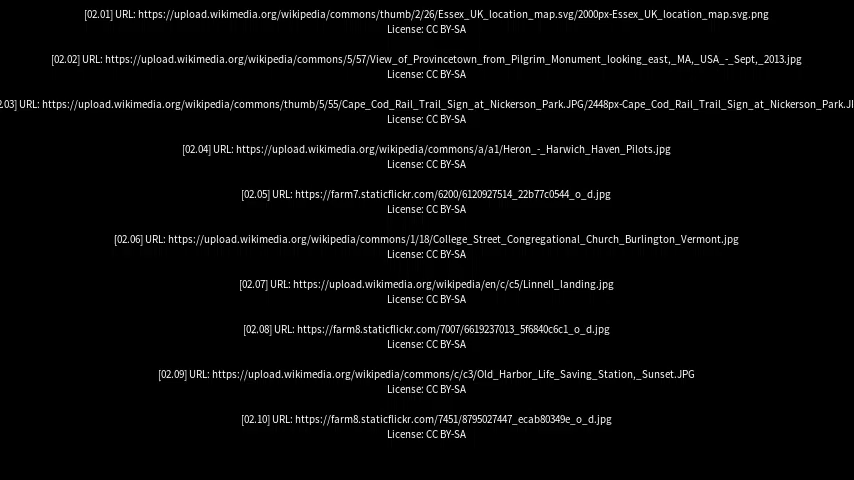 [02.01] URL: https://upload.wikimedia.org/wikipedia/commons/thumb/2/26/Essex_UK_location_map.svg/2000px-Essex_UK_location_map.svg.png
License: CC BY-SA
[02.02] URL: https://upload.wikimedia.org/wikipedia/commons/5/57/View_of_Provincetown_from_Pilgrim_Monument_looking_east,_MA,_USA_-_Sept,_2013.jpg
License: CC BY-SA
2.03] URL: https://upload.wikimedia.org/wikipedia/commons/thumb/5/55/Cape_Cod_Rail_Trail_Sign_at_Nickerson_Park.JPG/2448px-Cape_Cod_Rail_Trail_Sign_at_Nickerson_Park.J
License: CC BY-SA
[02.04] URL: https://upload.wikimedia.org/wikipedia/commons/a/a1/Heron_-_Harwich_Haven_Pilots.jpg
License: CC BY-SA
[02.05] URL: https://farm7.staticflickr.com/6200/6120927514_22b77c0544_o_d.jpg
License: CC BY-SA
[02.06] URL: https://upload.wikimedia.org/wikipedia/commons/1/18/College_Street_Congregational_Church_Burlington_Vermont.jpg
License: CC BY-SA
[02.07] URL: https://upload.wikimedia.org/wikipedia/en/c/c5/Linnell_landing.jpg
License: CC BY-SA
[02.08] URL: https://farm8.staticflickr.com/7007/6619237013_5f6840c6c1_o_d.jpg
License: CC BY-SA
[02.09] URL: https://upload.wikimedia.org/wikipedia/commons/c/c3/Old_Harbor_Life_Saving_Station,_Sunset.JPG
License: CC BY-SA
[02.10] URL: https://farm8.staticflickr.com/7451/8795027447_ecab80349e_o_d.jpg
License: CC BY-SA